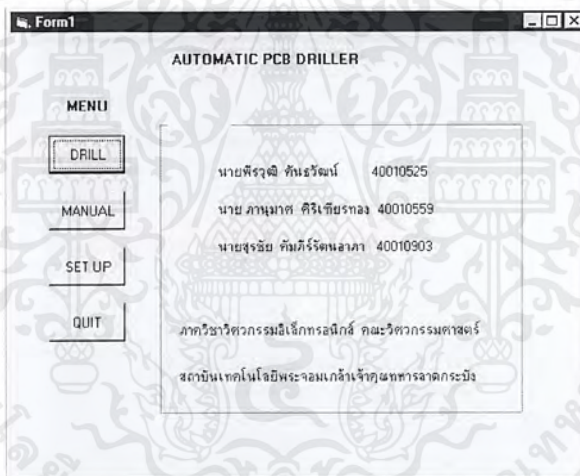 Form1
AUTOMATIC PCB DRILLER
MENU
DRILL
นายพีรวุฒิ ทันธวัฒน์ 40010525
MANUAL
นาย ภานุมาศ ศิริเทียรทอง 40010559
นายสุรชัย คัมภีร์รัตนอาภา 40010903
SET UP
QUIT
ภาควิชาวิศวกรรมอิเล็กทรอนิกส์ คณะวิศวกรรมศาสตร์
สถาบันเทคโนโลยีพระจอมเกล้าเจ้าคุณทหารลาดกระบัง